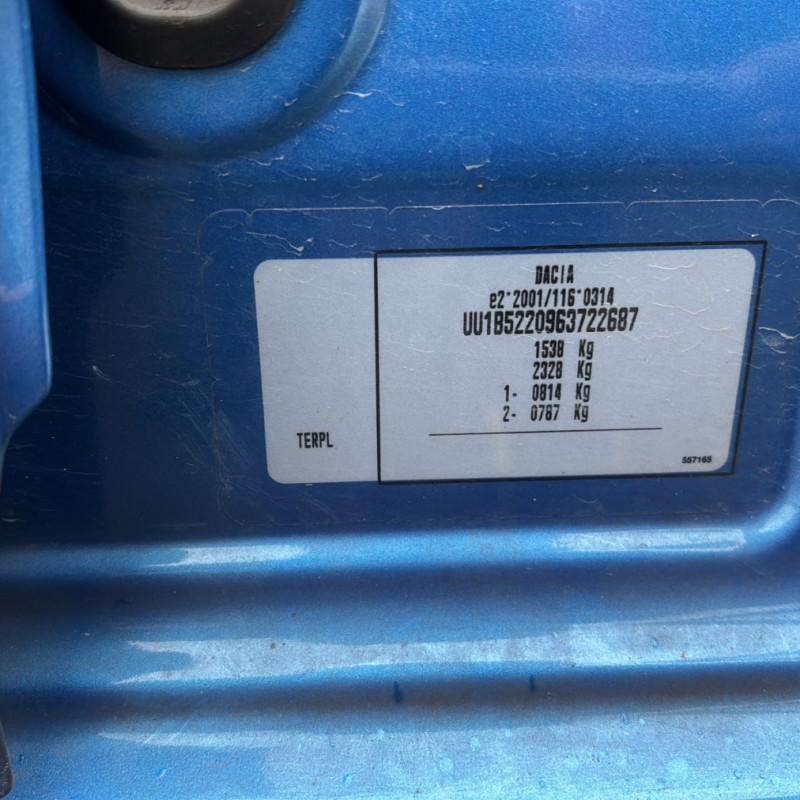 DACIA
e2*2001/116*0314
UU1B5220963722687
1538 Kg
2328 Kg
1- 0814 Kg
2- 0787 Kg
TERPL
557165